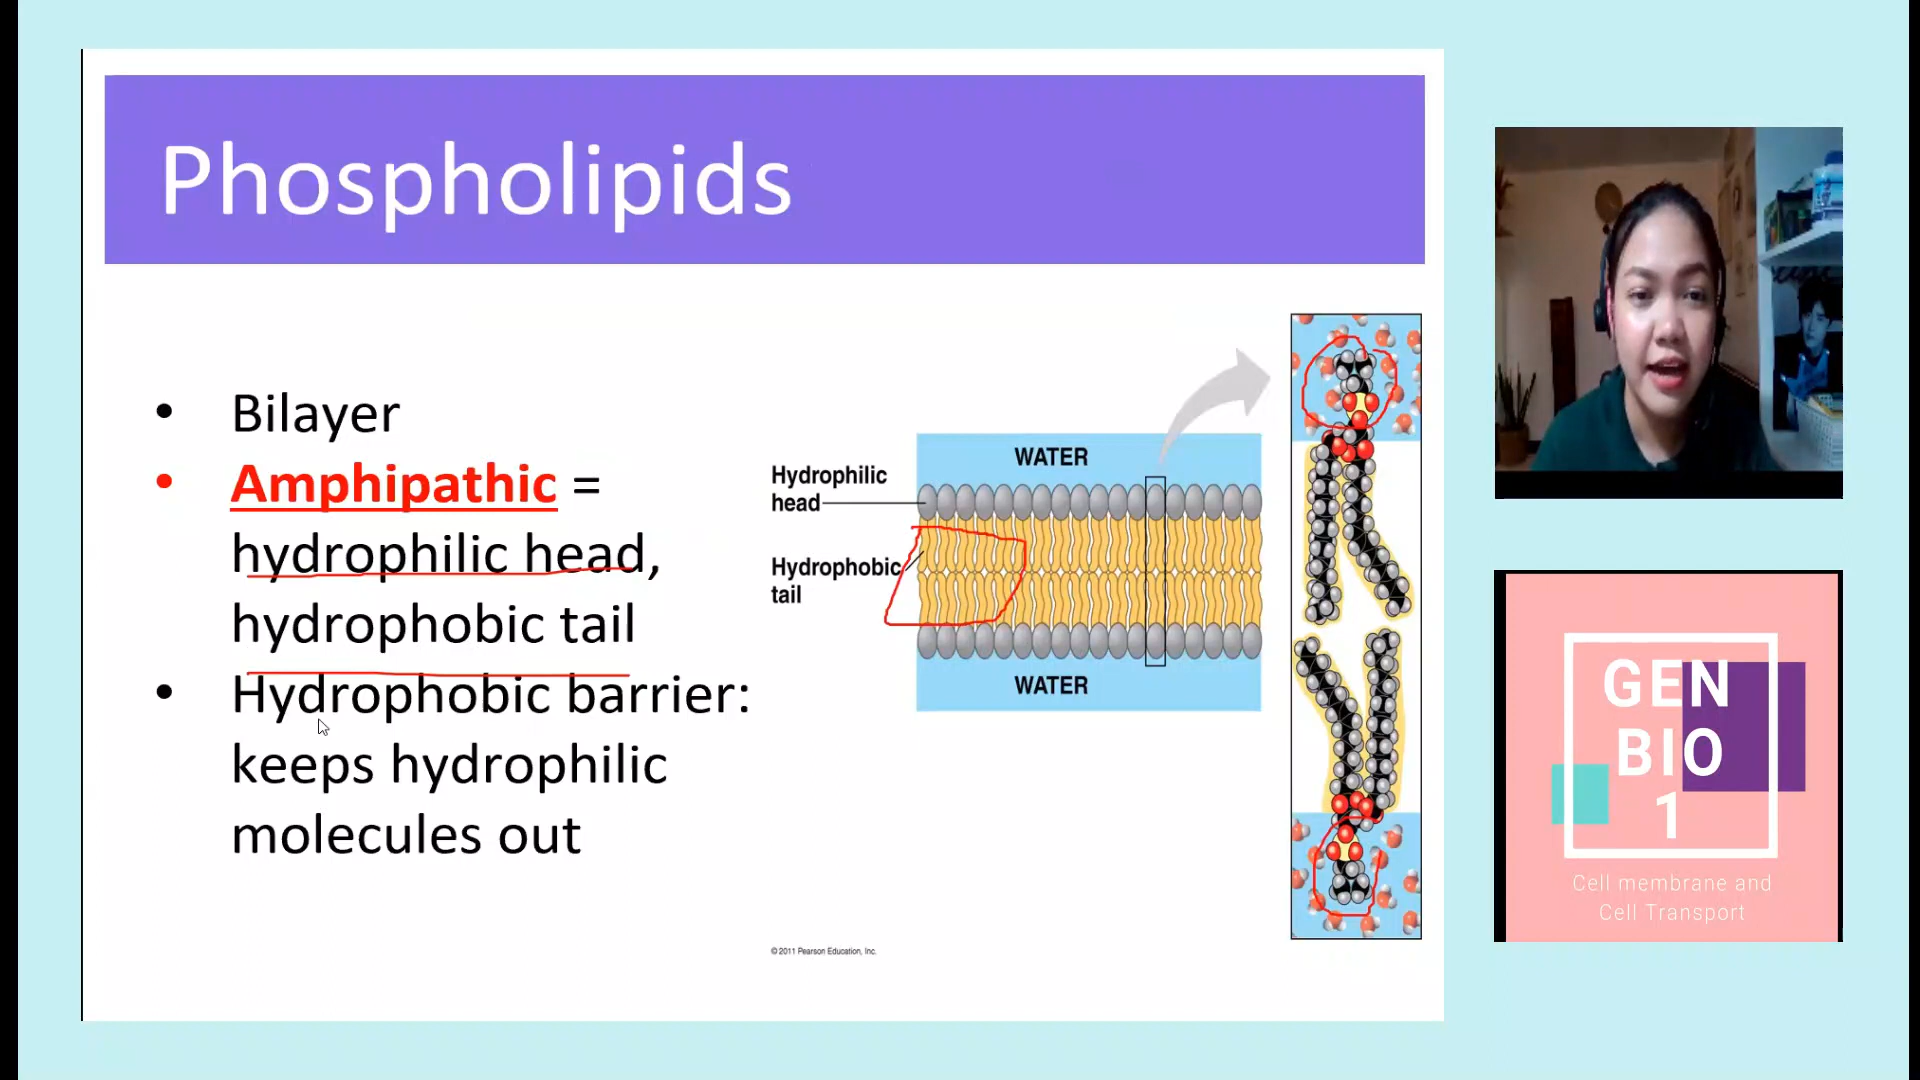 Phospholipids
• Bilayer
• Amphipathic =
hydrophilic head,
hydrophobic tail
• Hydrophobic barrier:
keeps hydrophilic
molecules out
Hydrophilic
head
Hydrophobic
tail
WATER
WATER
© 2011 Pearson Education, Inc.
GEN
BIO
1
Cell membrane and
Cell Transport